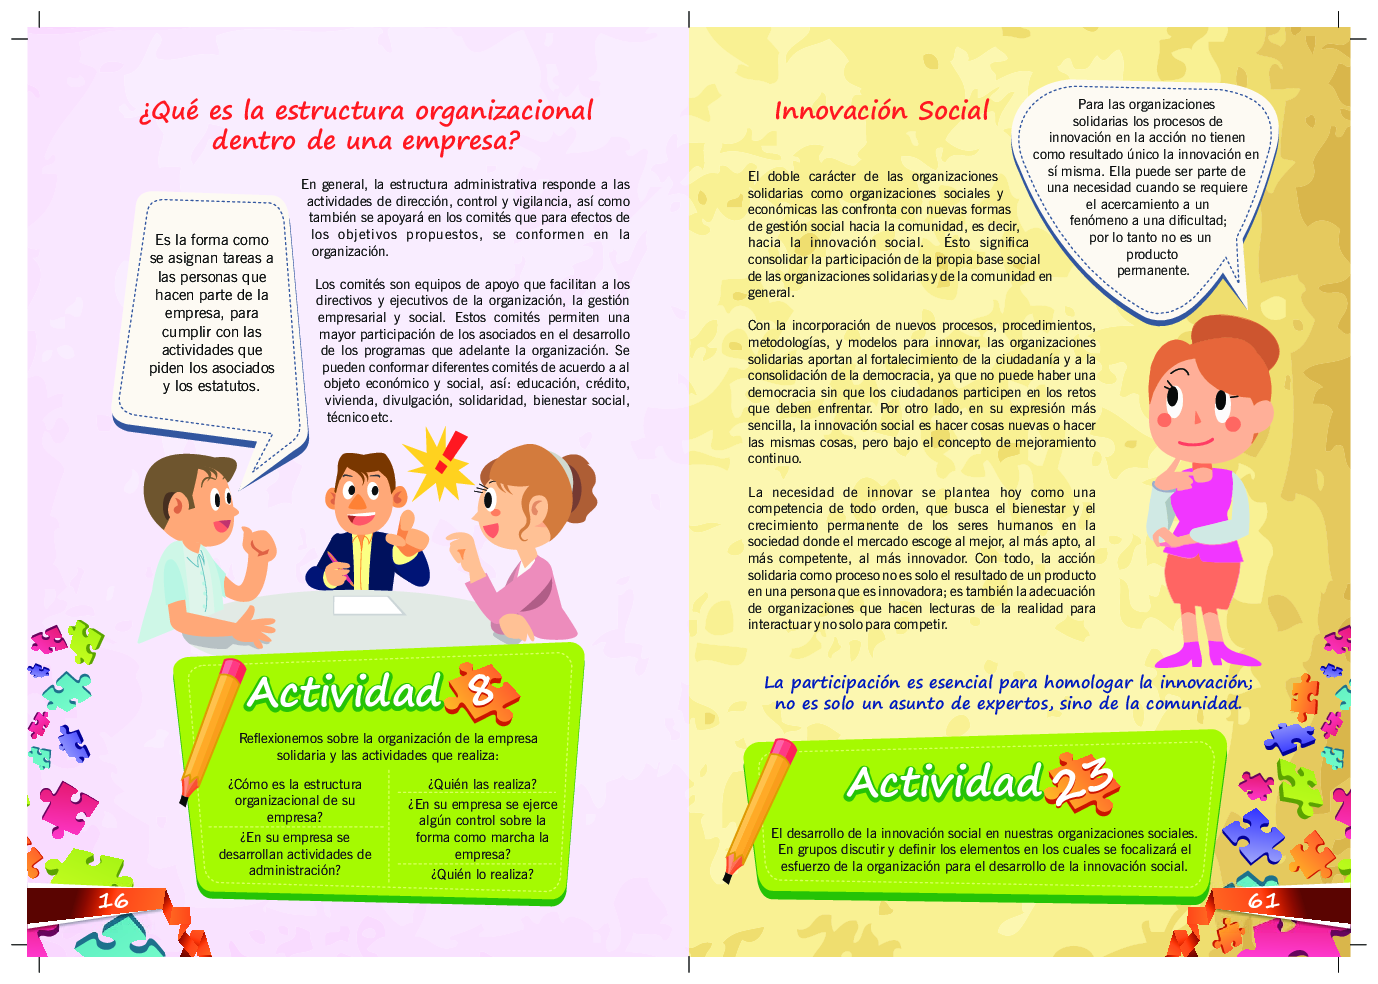 ¿Qué es la estructura organizacional
dentro de una empresa?
Es la forma como
se asignan tareas a
las personas que
hacen parte de la
empresa, para
cumplir con las
actividades que
piden los asociados
y los estatutos.
En general, la estructura administrativa responde a las
actividades de dirección, control y vigilancia, así como
también se apoyará en los comités que para efectos de
los objetivos propuestos, se conformen en la
organización.
Los comités son equipos de apoyo que facilitan a los
directivos y ejecutivos de la organización, la gestión
empresarial y social. Estos comités permiten una
mayor participación de los asociados en el desarrollo
de los programas que adelante la organización. Se
pueden conformar diferentes comités de acuerdo a al
objeto económico y social, así: educación, crédito,
vivienda, divulgación, solidaridad, bienestar social,
técnico etc.
Actividad 8
Reflexionemos sobre la organización de la empresa
solidaria y las actividades que realiza:
¿Cómo es la estructura
organizacional de su
empresa?
¿En su empresa se
desarrollan actividades de
administración?
¿Quién las realiza?
¿En su empresa se ejerce
algún control sobre la
forma como marcha la
empresa?
¿Quién lo realiza?
16
Innovación Social
Para las organizaciones
solidarias los procesos de
innovación en la acción no tienen
como resultado único la innovación en
sí misma. Ella puede ser parte de
una necesidad cuando se requiere
el acercamiento a un
fenómeno a una dificultad;
por lo tanto no es un
producto
permanente.
El doble carácter de las organizaciones
solidarias como organizaciones sociales y
económicas las confronta con nuevas formas
de gestión social hacia la comunidad, es decir,
hacia la innovación social. Ésto significa
consolidar la participación de la propia base social
de las organizaciones solidarias y de la comunidad en
general.
Con la incorporación de nuevos procesos, procedimientos,
metodologías, y modelos para innovar, las organizaciones
solidarias aportan al fortalecimiento de la ciudadanía y a la
consolidación de la democracia, ya que no puede haber una
democracia sin que los ciudadanos participen en los retos
que deben enfrentar. Por otro lado, en su expresión más
sencilla, la innovación social es hacer cosas nuevas o hacer
las mismas cosas, pero bajo el concepto de mejoramiento
continuo.
La necesidad de innovar se plantea hoy como una
competencia de todo orden, que busca el bienestar y el
crecimiento permanente de los seres humanos en la
sociedad donde el mercado escoge al mejor, al más apto, al
más competente, al más innovador. Con todo, la acción
solidaria como proceso no es solo el resultado de un producto
en una persona que es innovadora; es también la adecuación
de organizaciones que hacen lecturas de la realidad para
interactuar y no solo para competir.
La participación es esencial para homologar la innovación;
no es solo un asunto de expertos, sino de la comunidad.
Actividad 23
El desarrollo de la innovación social en nuestras organizaciones sociales.
En grupos discutir y definir los elementos en los cuales se focalizará el
esfuerzo de la organización para el desarrollo de la innovación social.
61